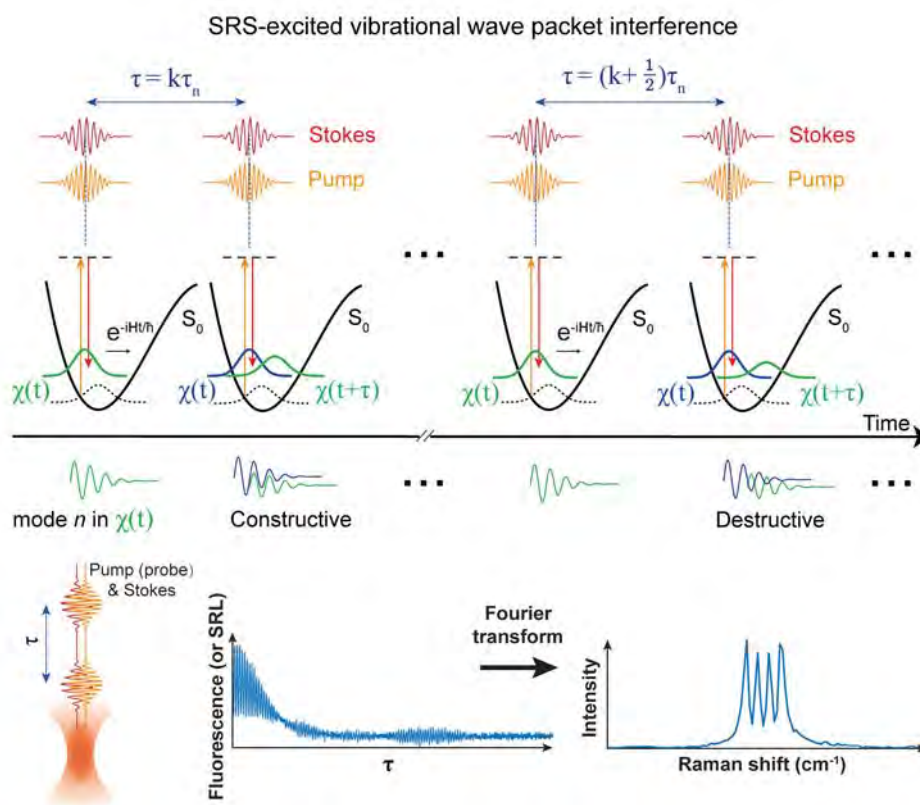 SRS-excited vibrational wave packet interference
τ = kτₙ
τ = (k + 1/2)τₙ
Stokes
Stokes
Pump
Pump
...
...
S₀
S₀
S₀
S₀
e^-iHt/ħ
e^-iHt/ħ
χ(t)
χ(t)
χ(t+τ)
χ(t)
χ(t)
χ(t+τ)
Time
...
...
mode n in χ(t)
Constructive
Destructive
Pump (probe)
& Stokes
τ
Fluorescence (or SRL)
τ
Fourier
transform
Intensity
Raman shift (cm⁻¹)